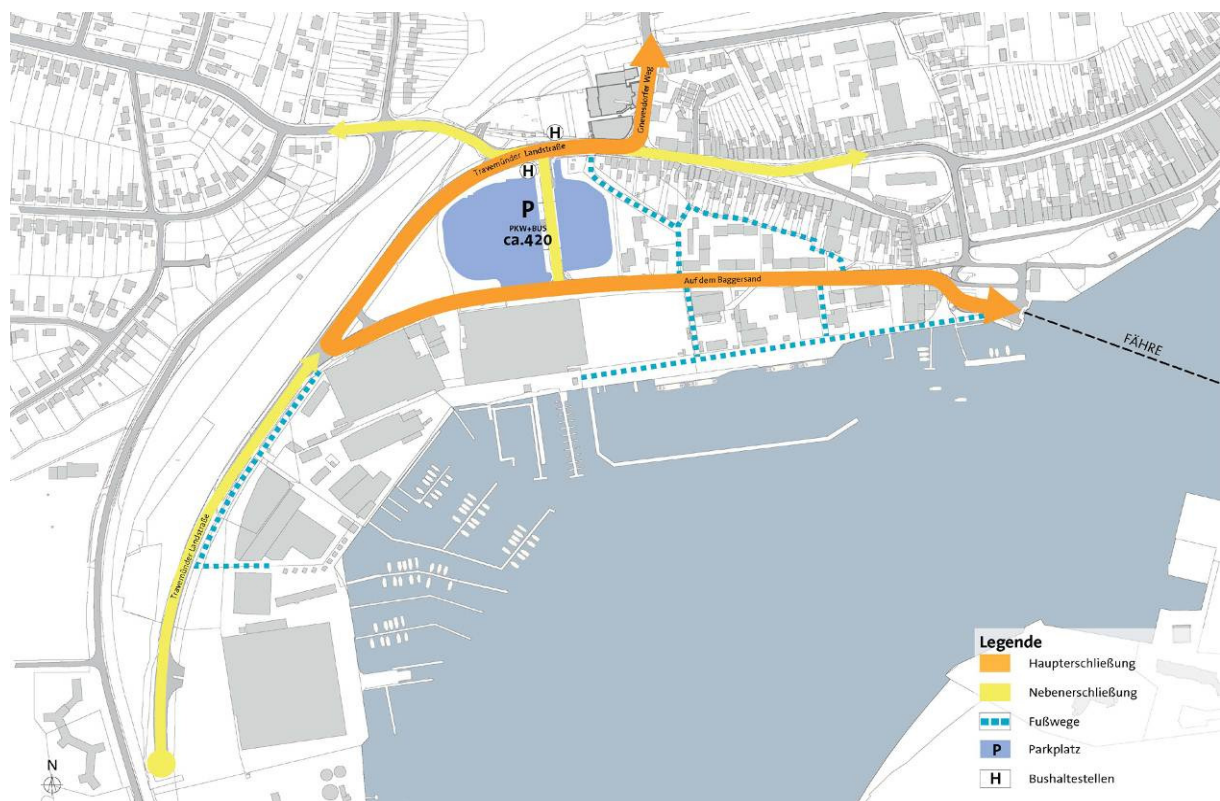 Gneversdorfer Weg
H
Travemünder Landstraße
H
P
PKW+BUS
ca.420
Auf dem Baggersand
FÄHRE
Travemünder Landstraße
Legende
Haupterschließung
Nebenerschließung
Fußwege
P Parkplatz
H Bushaltestellen
N